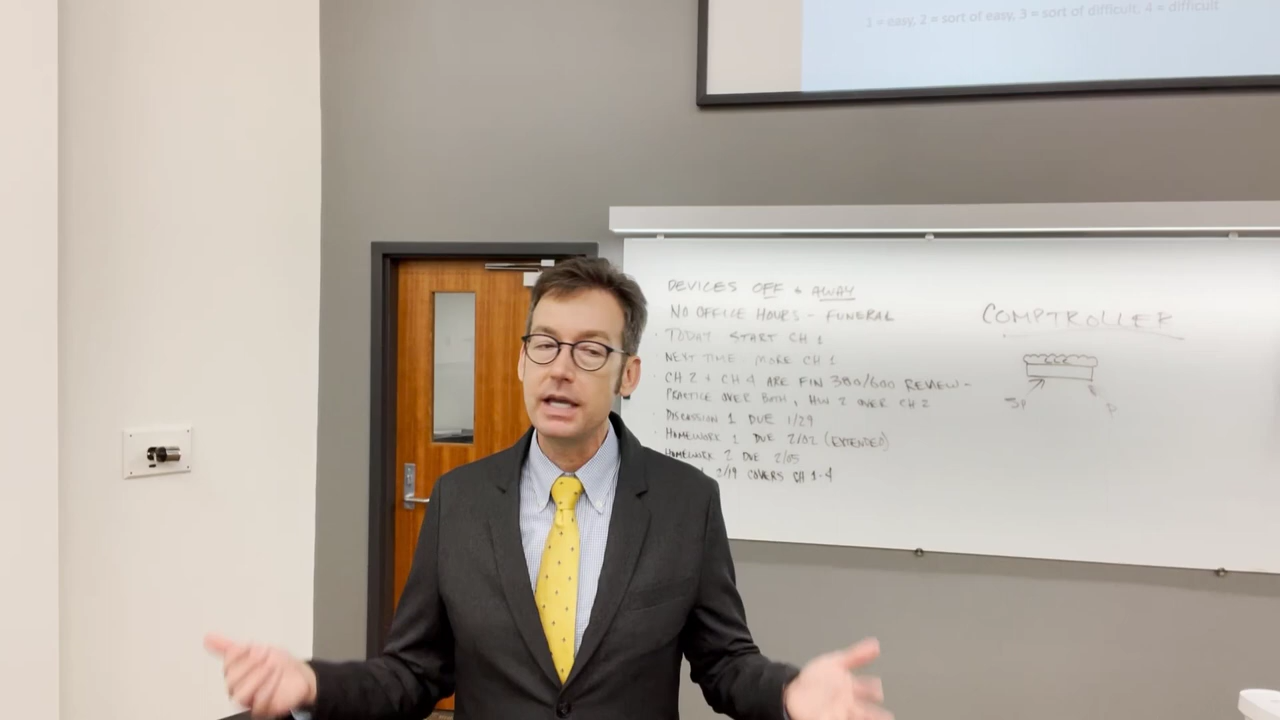 1 = easy, 2 = sort of easy, 3 = sort of difficult, 4 = difficult
DEVICES OFF & AWAY
NO OFFICE HOURS - FUNERAL
· TODAY START CH 1
· NEXT TIME: MORE CH 1
· CH 2 + CH 4 ARE FIN 380/600 REVIEW -
PRACTICE OVER BOTH, HW 2 OVER CH 2
· DISCUSSION 1 DUE 1/29
· HOMEWORK 1 DUE 2/02 (EXTENDED)
HOMEWORK 2 DUE 2/05
2/19 COVERS CH 1-4
COMPTROLLER